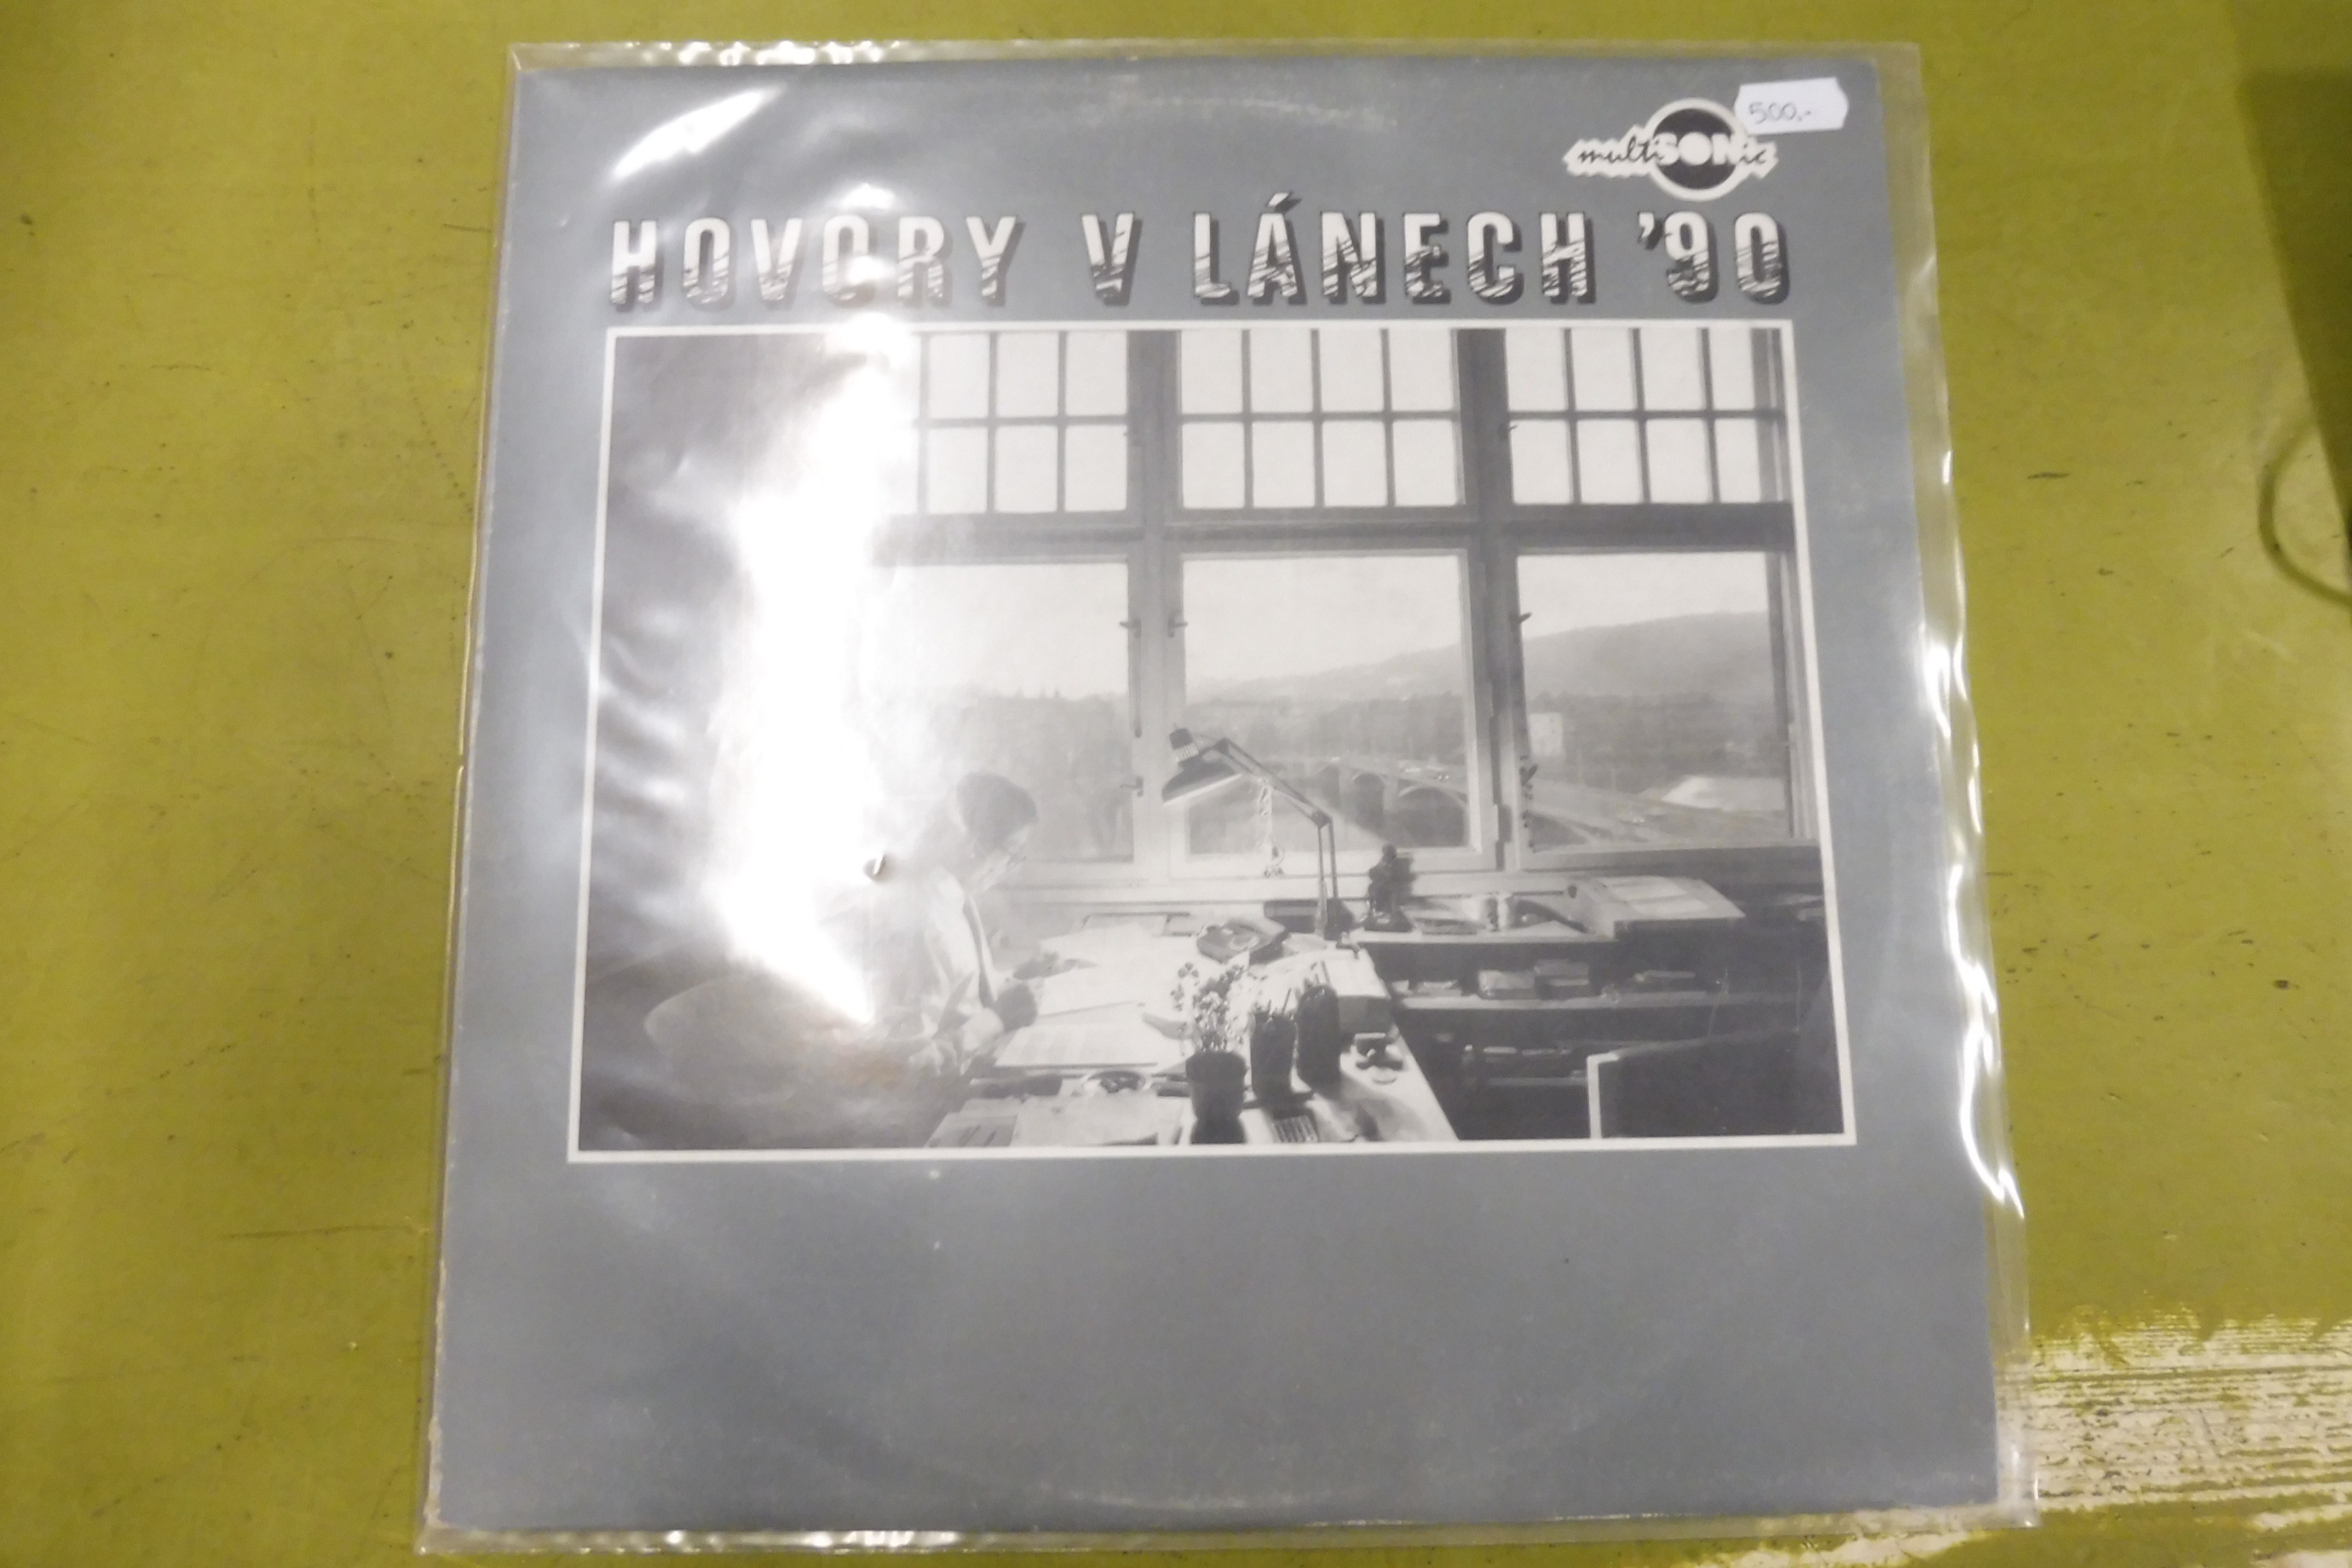 500.-
multiSONic
HOVORY V LÁNECH '90